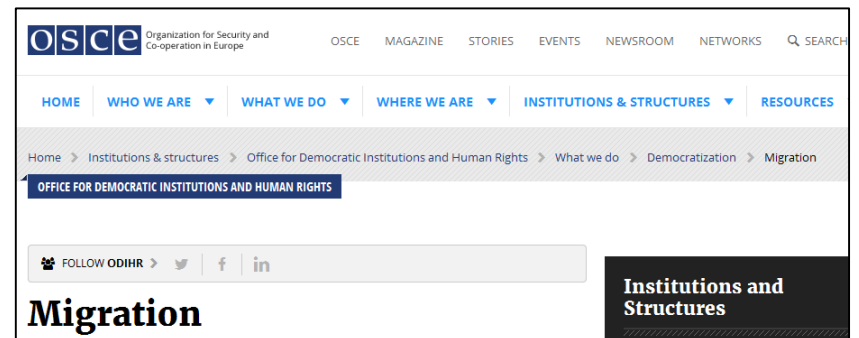 OSCE Organization for Security and
Co-operation in Europe
OSCE MAGAZINE STORIES EVENTS NEWSROOM NETWORKS SEARCH
HOME WHO WE ARE WHAT WE DO WHERE WE ARE INSTITUTIONS & STRUCTURES RESOURCES
Home > Institutions & structures > Office for Democratic Institutions and Human Rights > What we do > Democratization > Migration
OFFICE FOR DEMOCRATIC INSTITUTIONS AND HUMAN RIGHTS
FOLLOW ODIHR >
Migration
Institutions and
Structures